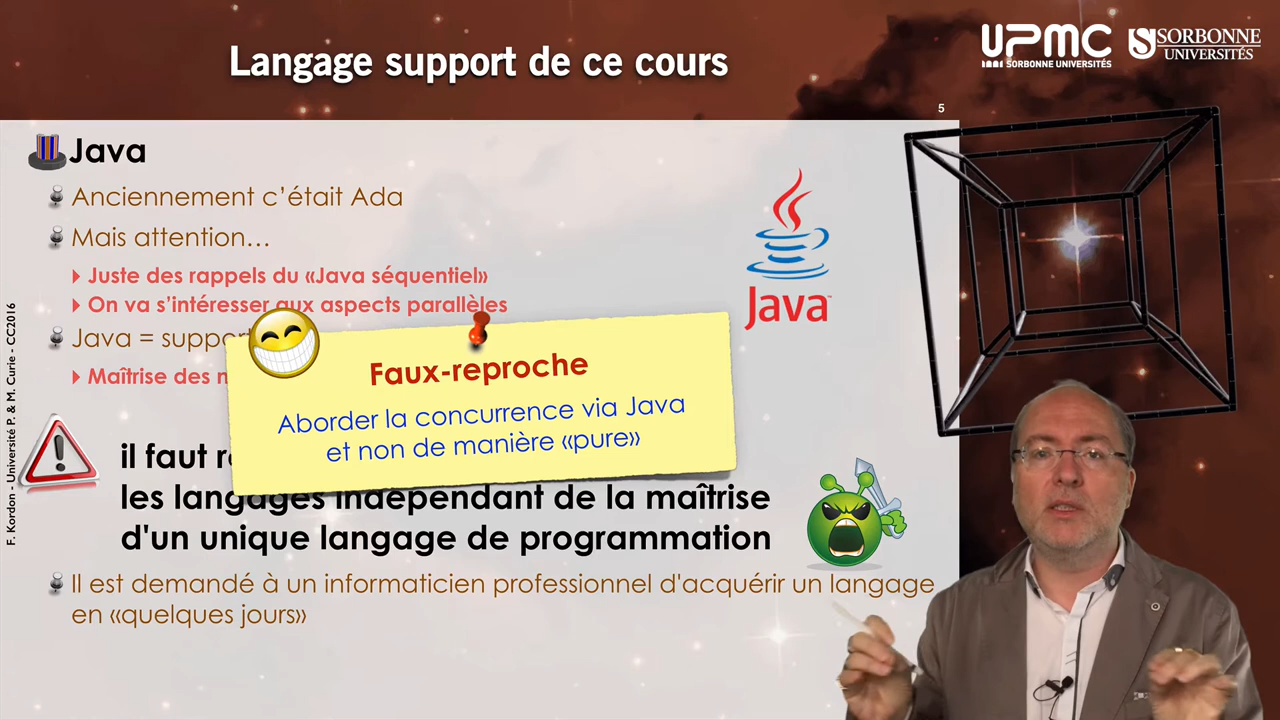 Langage support de ce cours
UPMC
SORBONNE UNIVERSITÉS
SORBONNE
UNIVERSITÉS
5
Java
Anciennement c’était Ada
Mais attention…
Juste des rappels du «Java séquentiel»
On va s’intéresser aux aspects parallèles
Java = support
Maîtrise des
Java
Faux-reproche
Aborder la concurrence via Java
et non de manière «pure»
il faut
les langages indépendant de la maîtrise
d'un unique langage de programmation
Il est demandé à un informaticien professionnel d'acquérir un langage
en «quelques jours»
F. Kordon - Université P. & M. Curie - CC2016